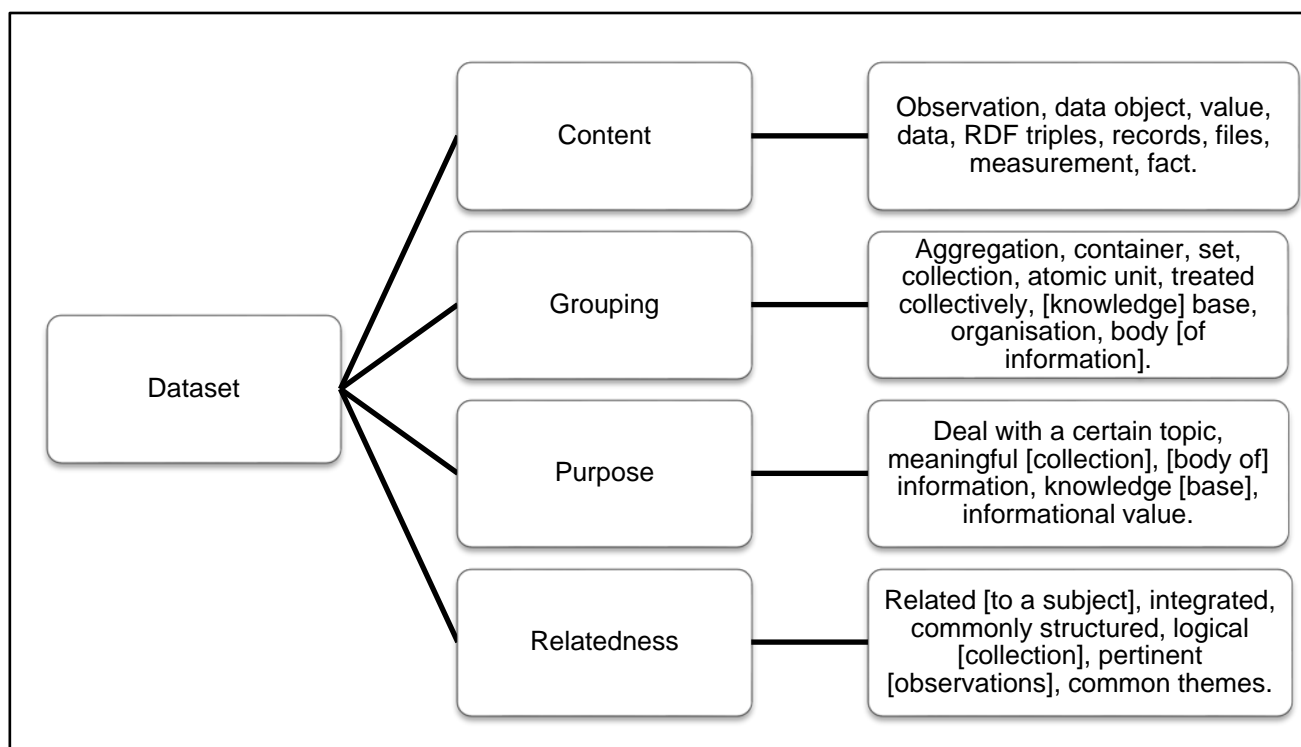 Dataset
Content
Observation, data object, value,
data, RDF triples, records, files,
measurement, fact.
Grouping
Aggregation, container, set,
collection, atomic unit, treated
collectively, [knowledge] base,
organisation, body [of
information].
Purpose
Deal with a certain topic,
meaningful [collection], [body of]
information, knowledge [base],
informational value.
Relatedness
Related [to a subject], integrated,
commonly structured, logical
[collection], pertinent
[observations], common themes.